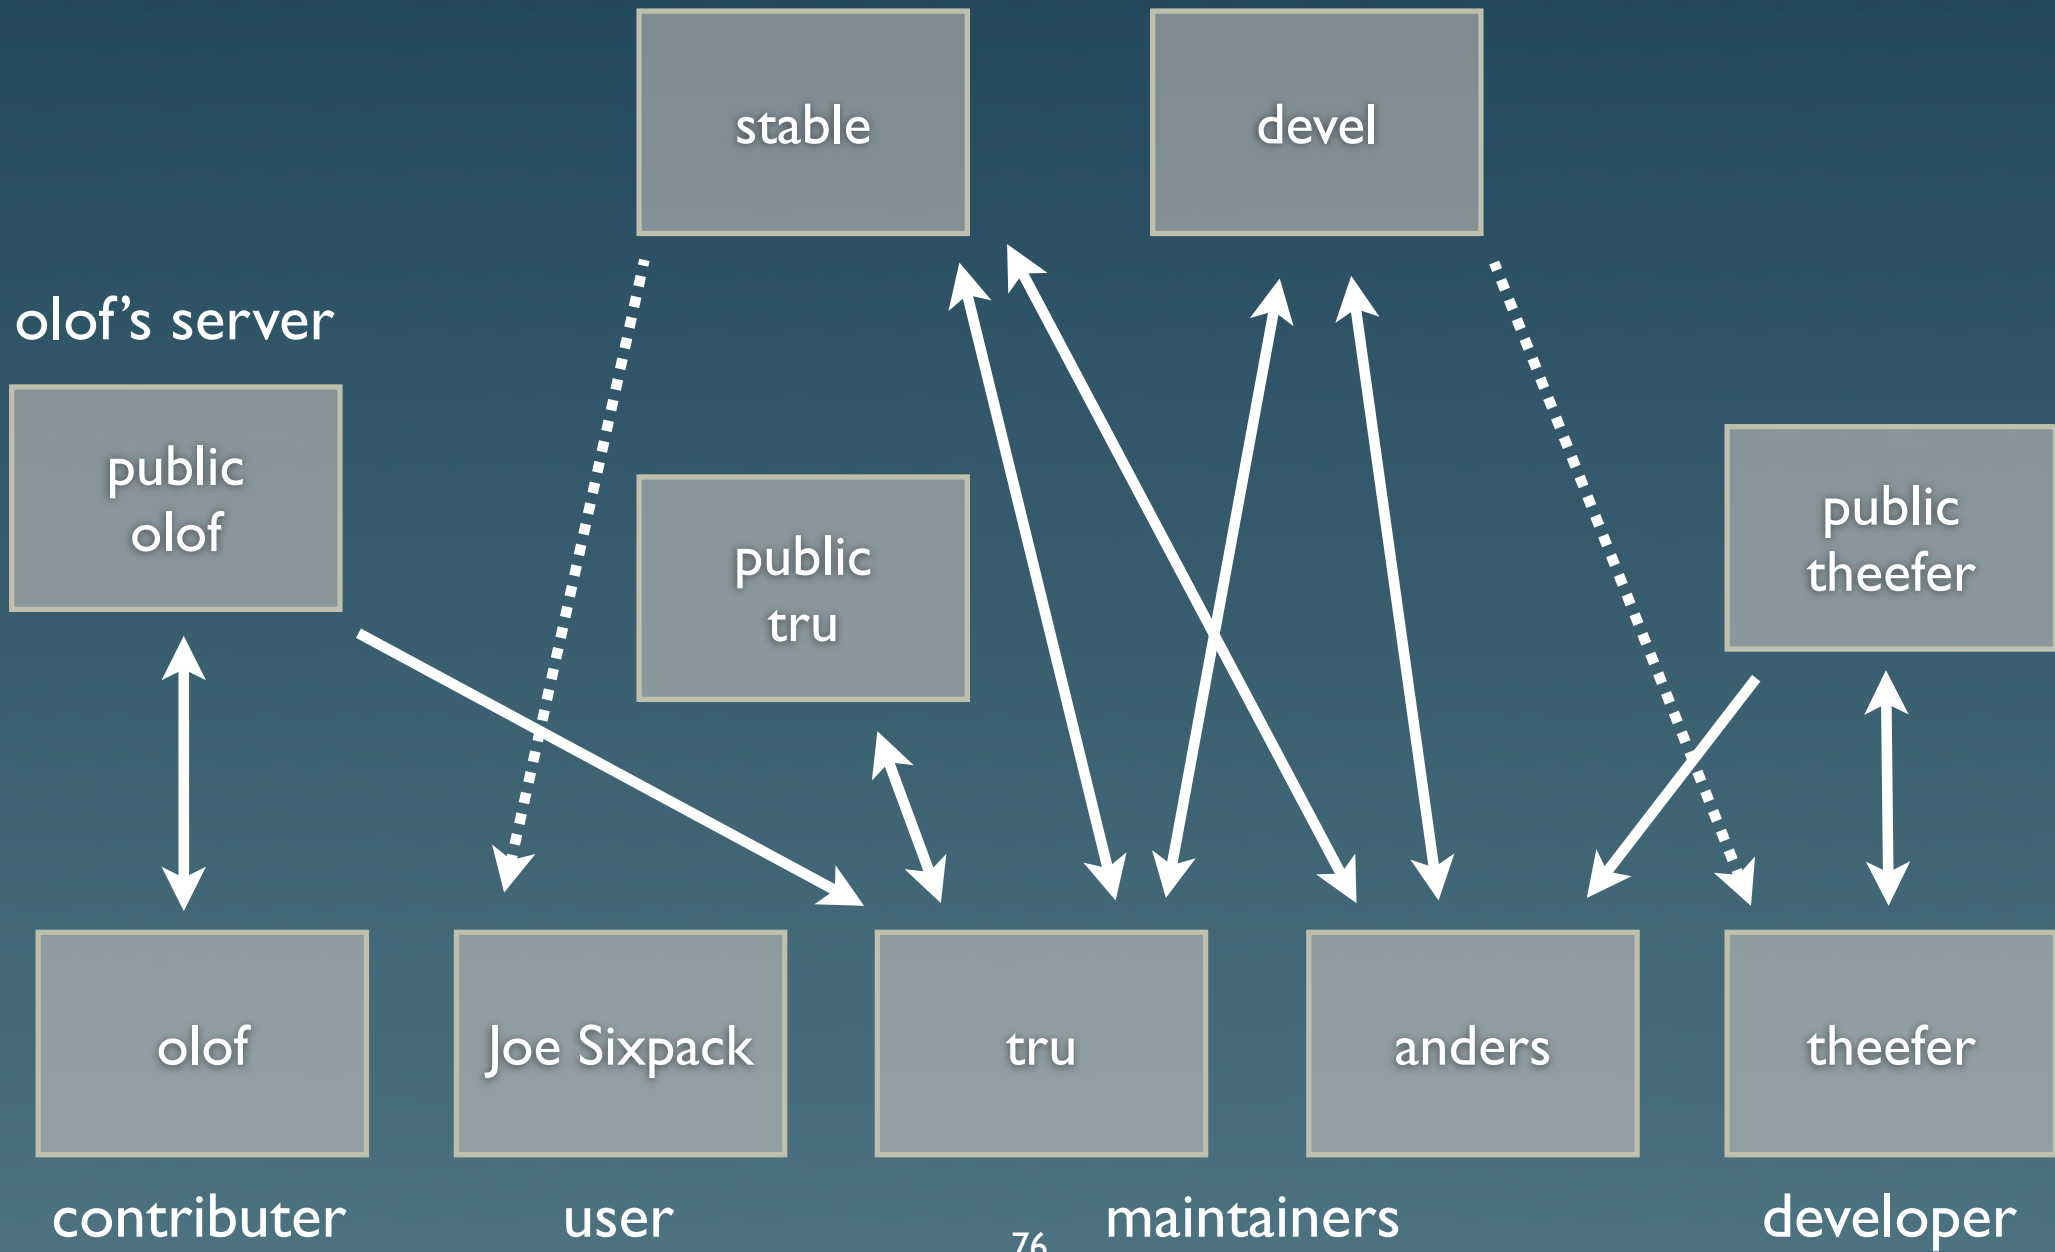 stable
devel
olof’s server
public
olof
public
tru
public
theefer
olof
Joe Sixpack
tru
anders
theefer
contributer
user
maintainers
developer
76